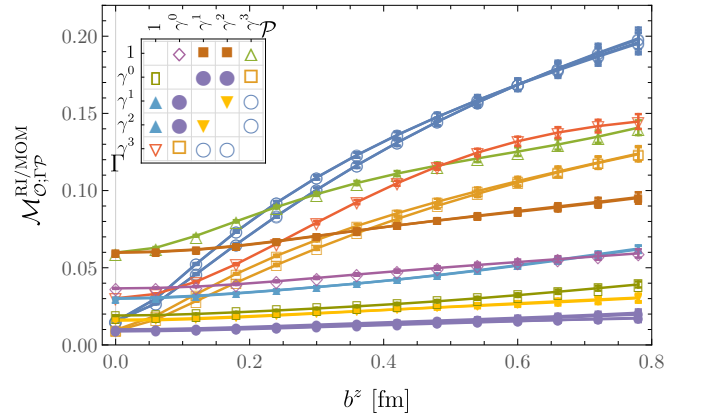 1 γ⁰ γ¹ γ² γ³ 𝒫
1
γ⁰
γ¹
γ²
γ³
Γ
0.20
0.15
0.10
0.05
0.00
ℳ^{RI/MOM}_{𝒪;Γ𝒫}
0.0 0.2 0.4 0.6 0.8
b^z [fm]